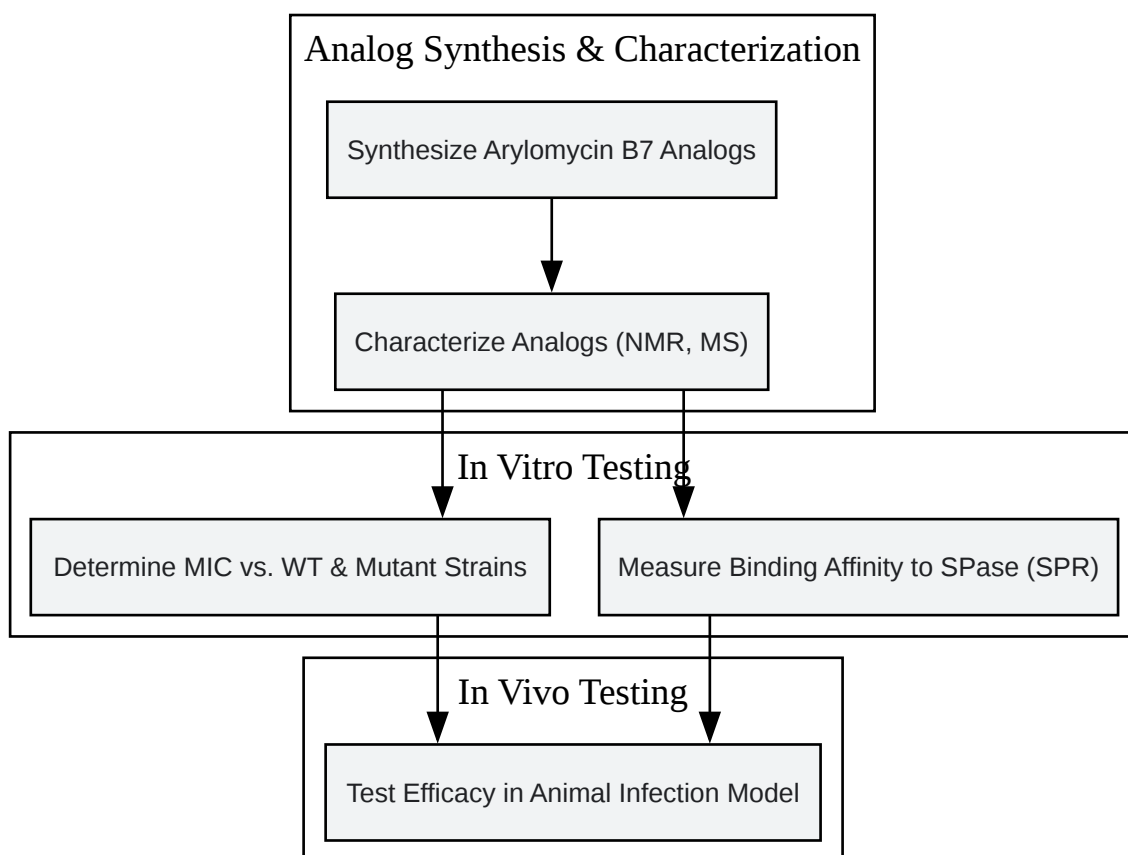 Analog Synthesis & Characterization
Synthesize Arylomycin B7 Analogs
Characterize Analogs (NMR, MS)
In Vitro Testing
Determine MIC vs. WT & Mutant Strains
Measure Binding Affinity to SPase (SPR)
In Vivo Testing
Test Efficacy in Animal Infection Model